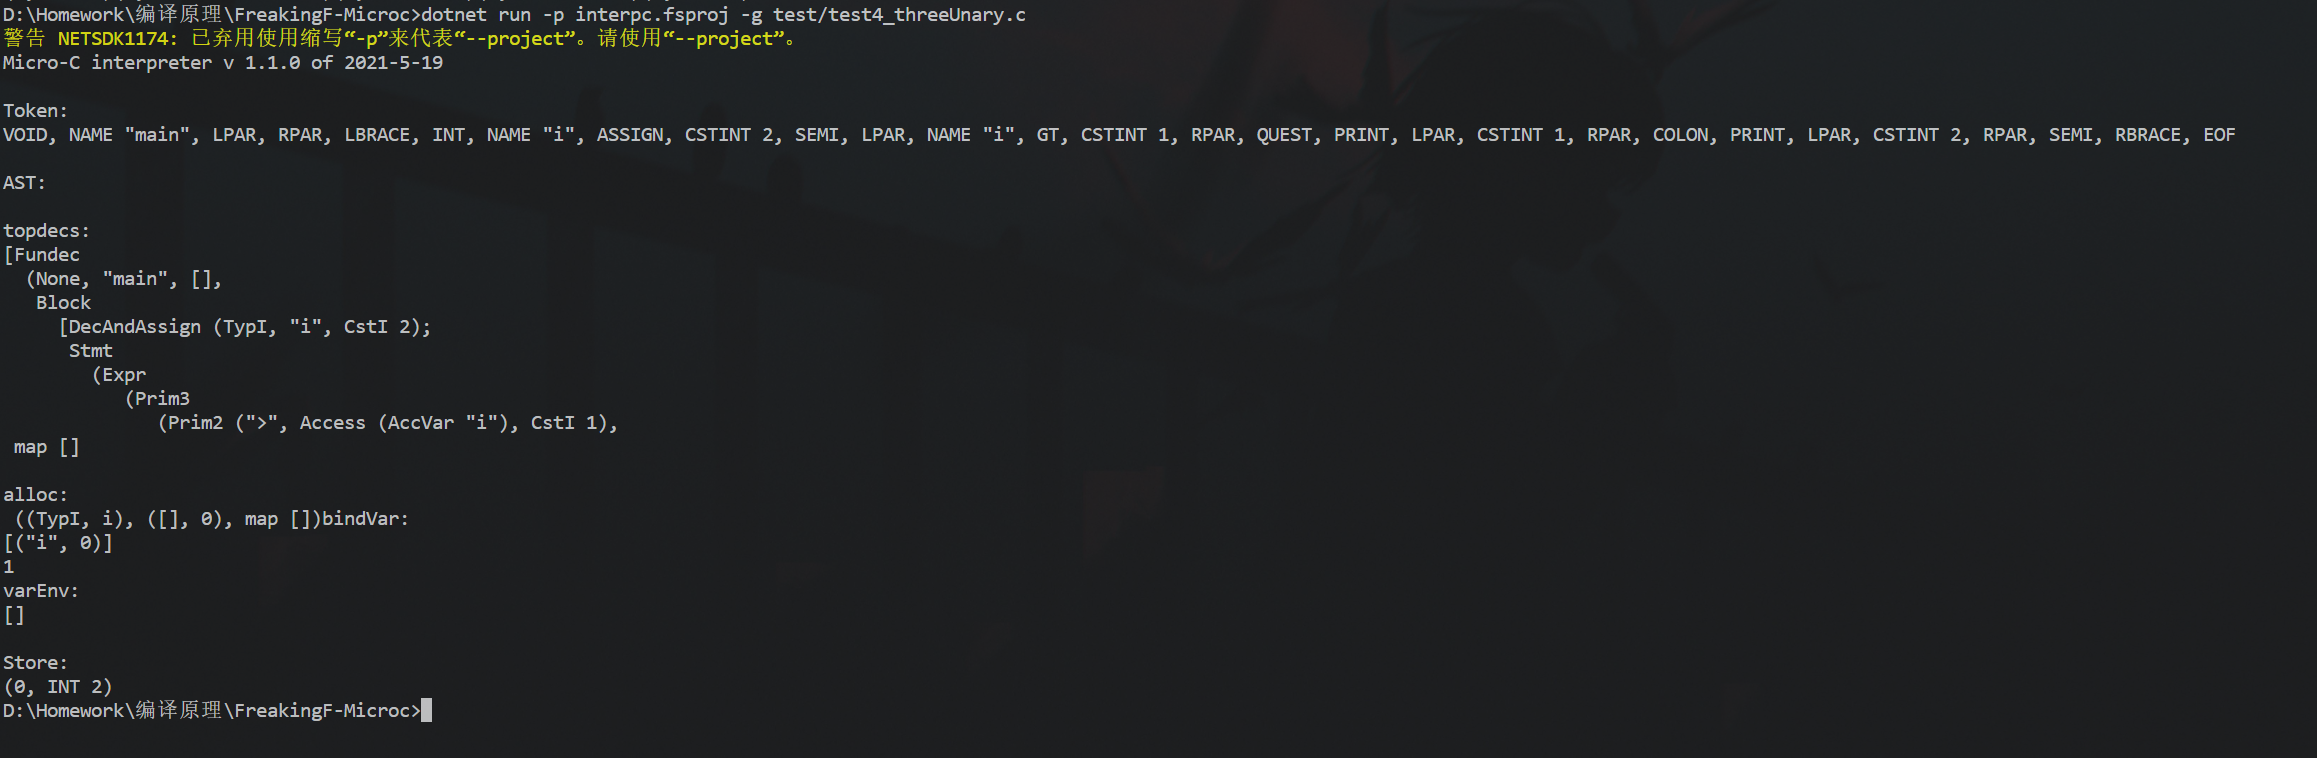 D:\Homework\编译原理\FreakingF-Microc>dotnet run -p interpc.fsproj -g test/test4_threeUnary.c
警告 NETSDK1174: 已弃用使用缩写“-p”来代表“--project”。请使用“--project”。
Micro-C interpreter v 1.1.0 of 2021-5-19
Token:
VOID, NAME "main", LPAR, RPAR, LBRACE, INT, NAME "i", ASSIGN, CSTINT 2, SEMI, LPAR, NAME "i", GT, CSTINT 1, RPAR, QUEST, PRINT, LPAR, CSTINT 1, RPAR, COLON, PRINT, LPAR, CSTINT 2, RPAR, SEMI, RBRACE, EOF
AST:
topdecs:
[Fundec
  (None, "main", [],
   Block
     [DecAndAssign (TypI, "i", CstI 2);
      Stmt
        (Expr
           (Prim3
              (Prim2 (">", Access (AccVar "i"), CstI 1),
 map []
alloc:
 ((TypI, i), ([], 0), map [])bindVar:
[("i", 0)]
1
varEnv:
[]
Store:
(0, INT 2)
D:\Homework\编译原理\FreakingF-Microc>